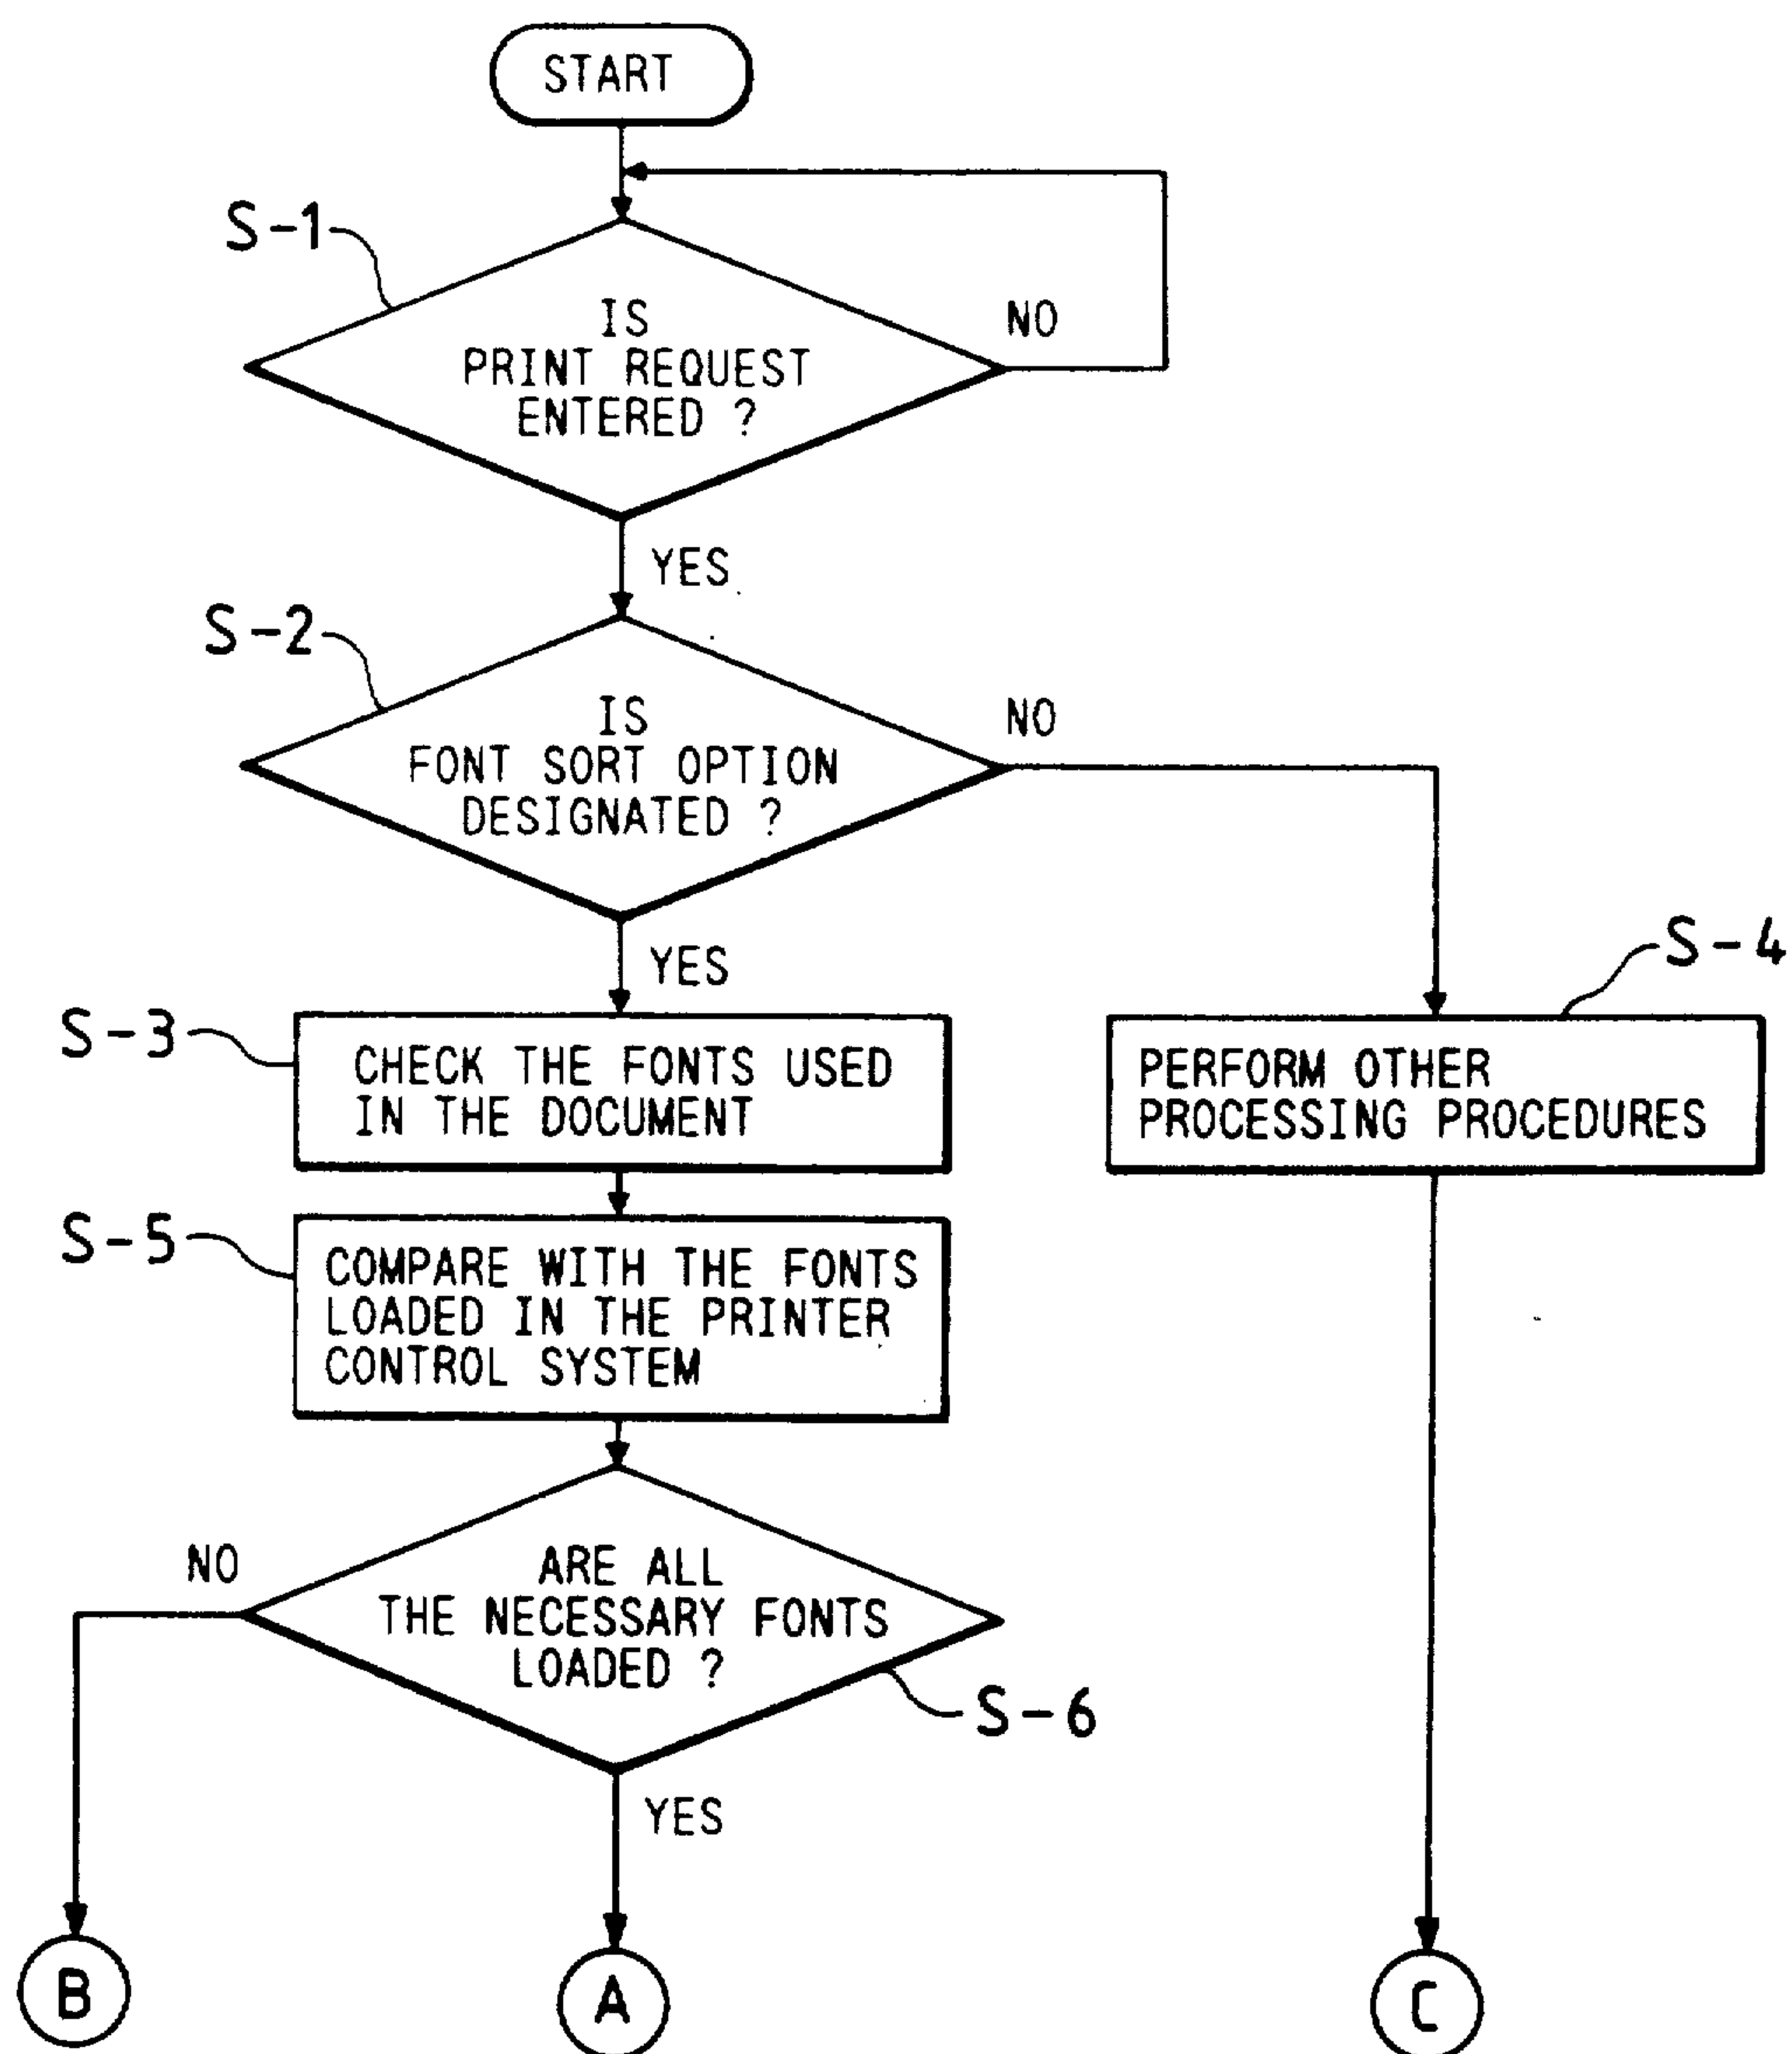 START
S-1
IS
PRINT REQUEST
ENTERED ?
NO
YES
S-2
IS
FONT SORT OPTION
DESIGNATED ?
NO
YES
S-3
CHECK THE FONTS USED
IN THE DOCUMENT
S-4
PERFORM OTHER
PROCESSING PROCEDURES
S-5
COMPARE WITH THE FONTS
LOADED IN THE PRINTER
CONTROL SYSTEM
NO
ARE ALL
THE NECESSARY FONTS
LOADED ?
S-6
YES
B
A
C